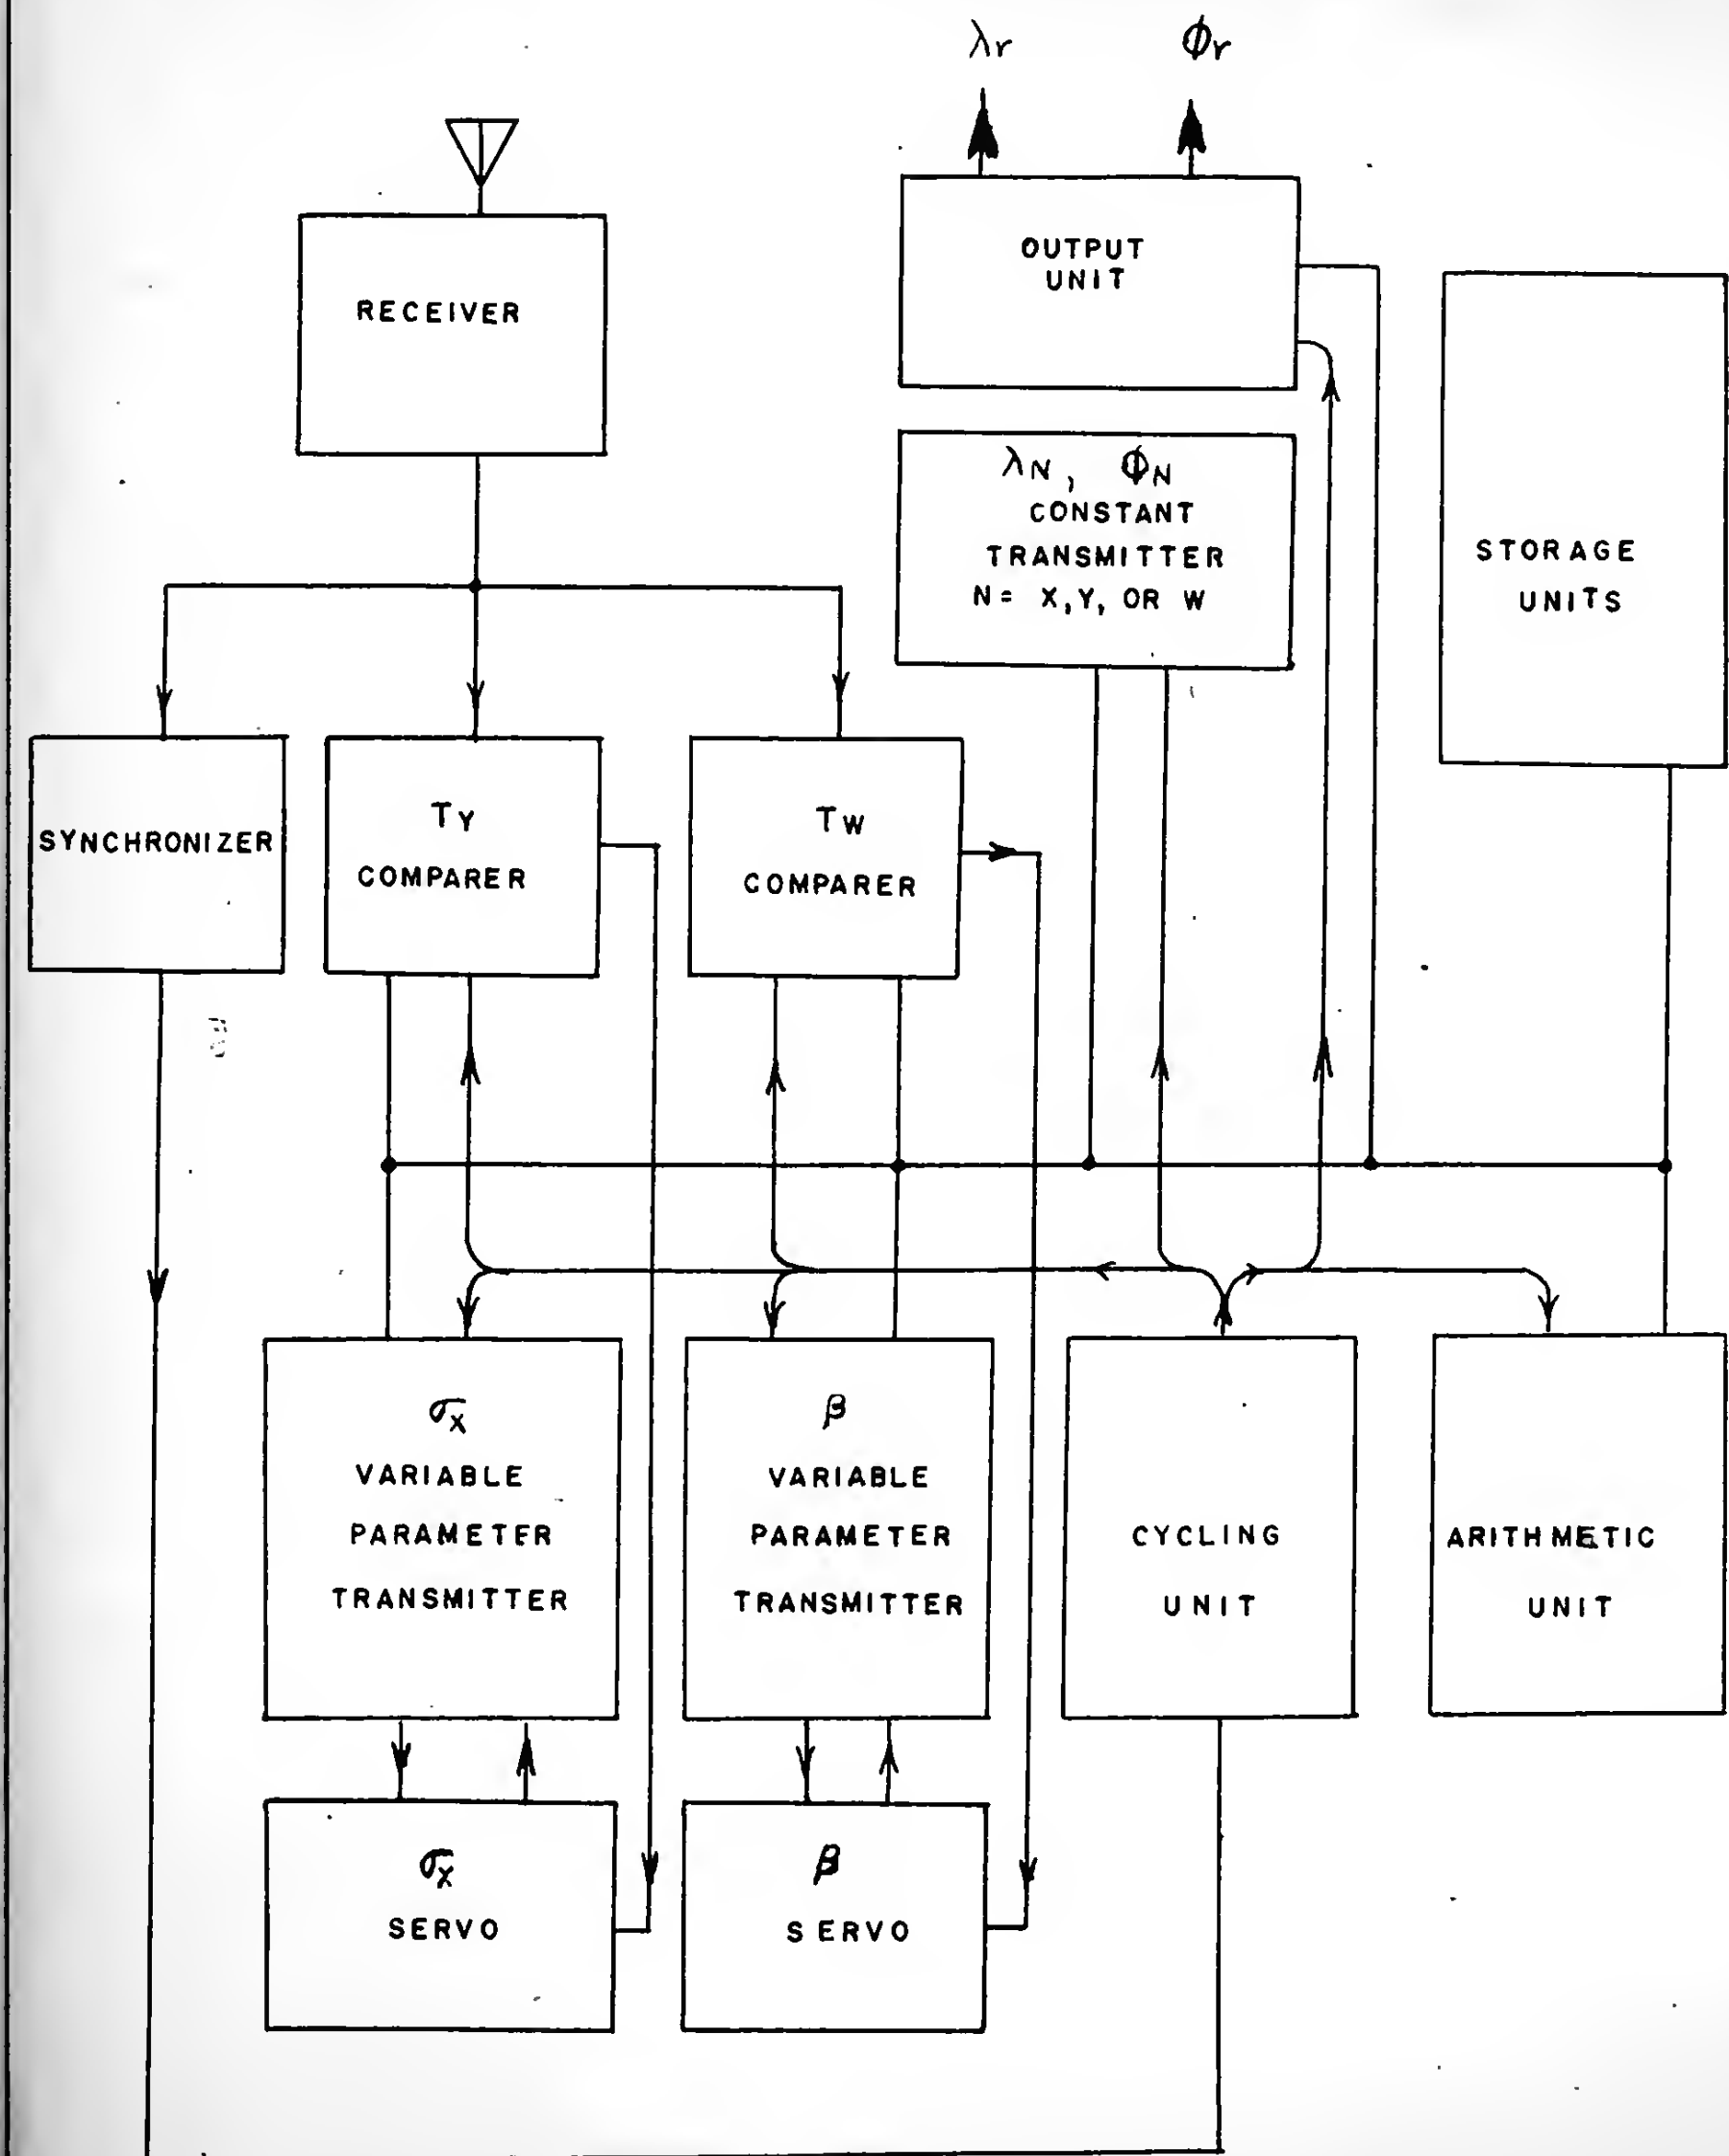 λr
φr
RECEIVER
OUTPUT
UNIT
λN, φN
CONSTANT
TRANSMITTER
N= X,Y, OR W
STORAGE
UNITS
SYNCHRONIZER
TY
COMPARER
TW
COMPARER
σX
VARIABLE
PARAMETER
TRANSMITTER
β
VARIABLE
PARAMETER
TRANSMITTER
CYCLING
UNIT
ARITHMETIC
UNIT
σX
SERVO
β
SERVO